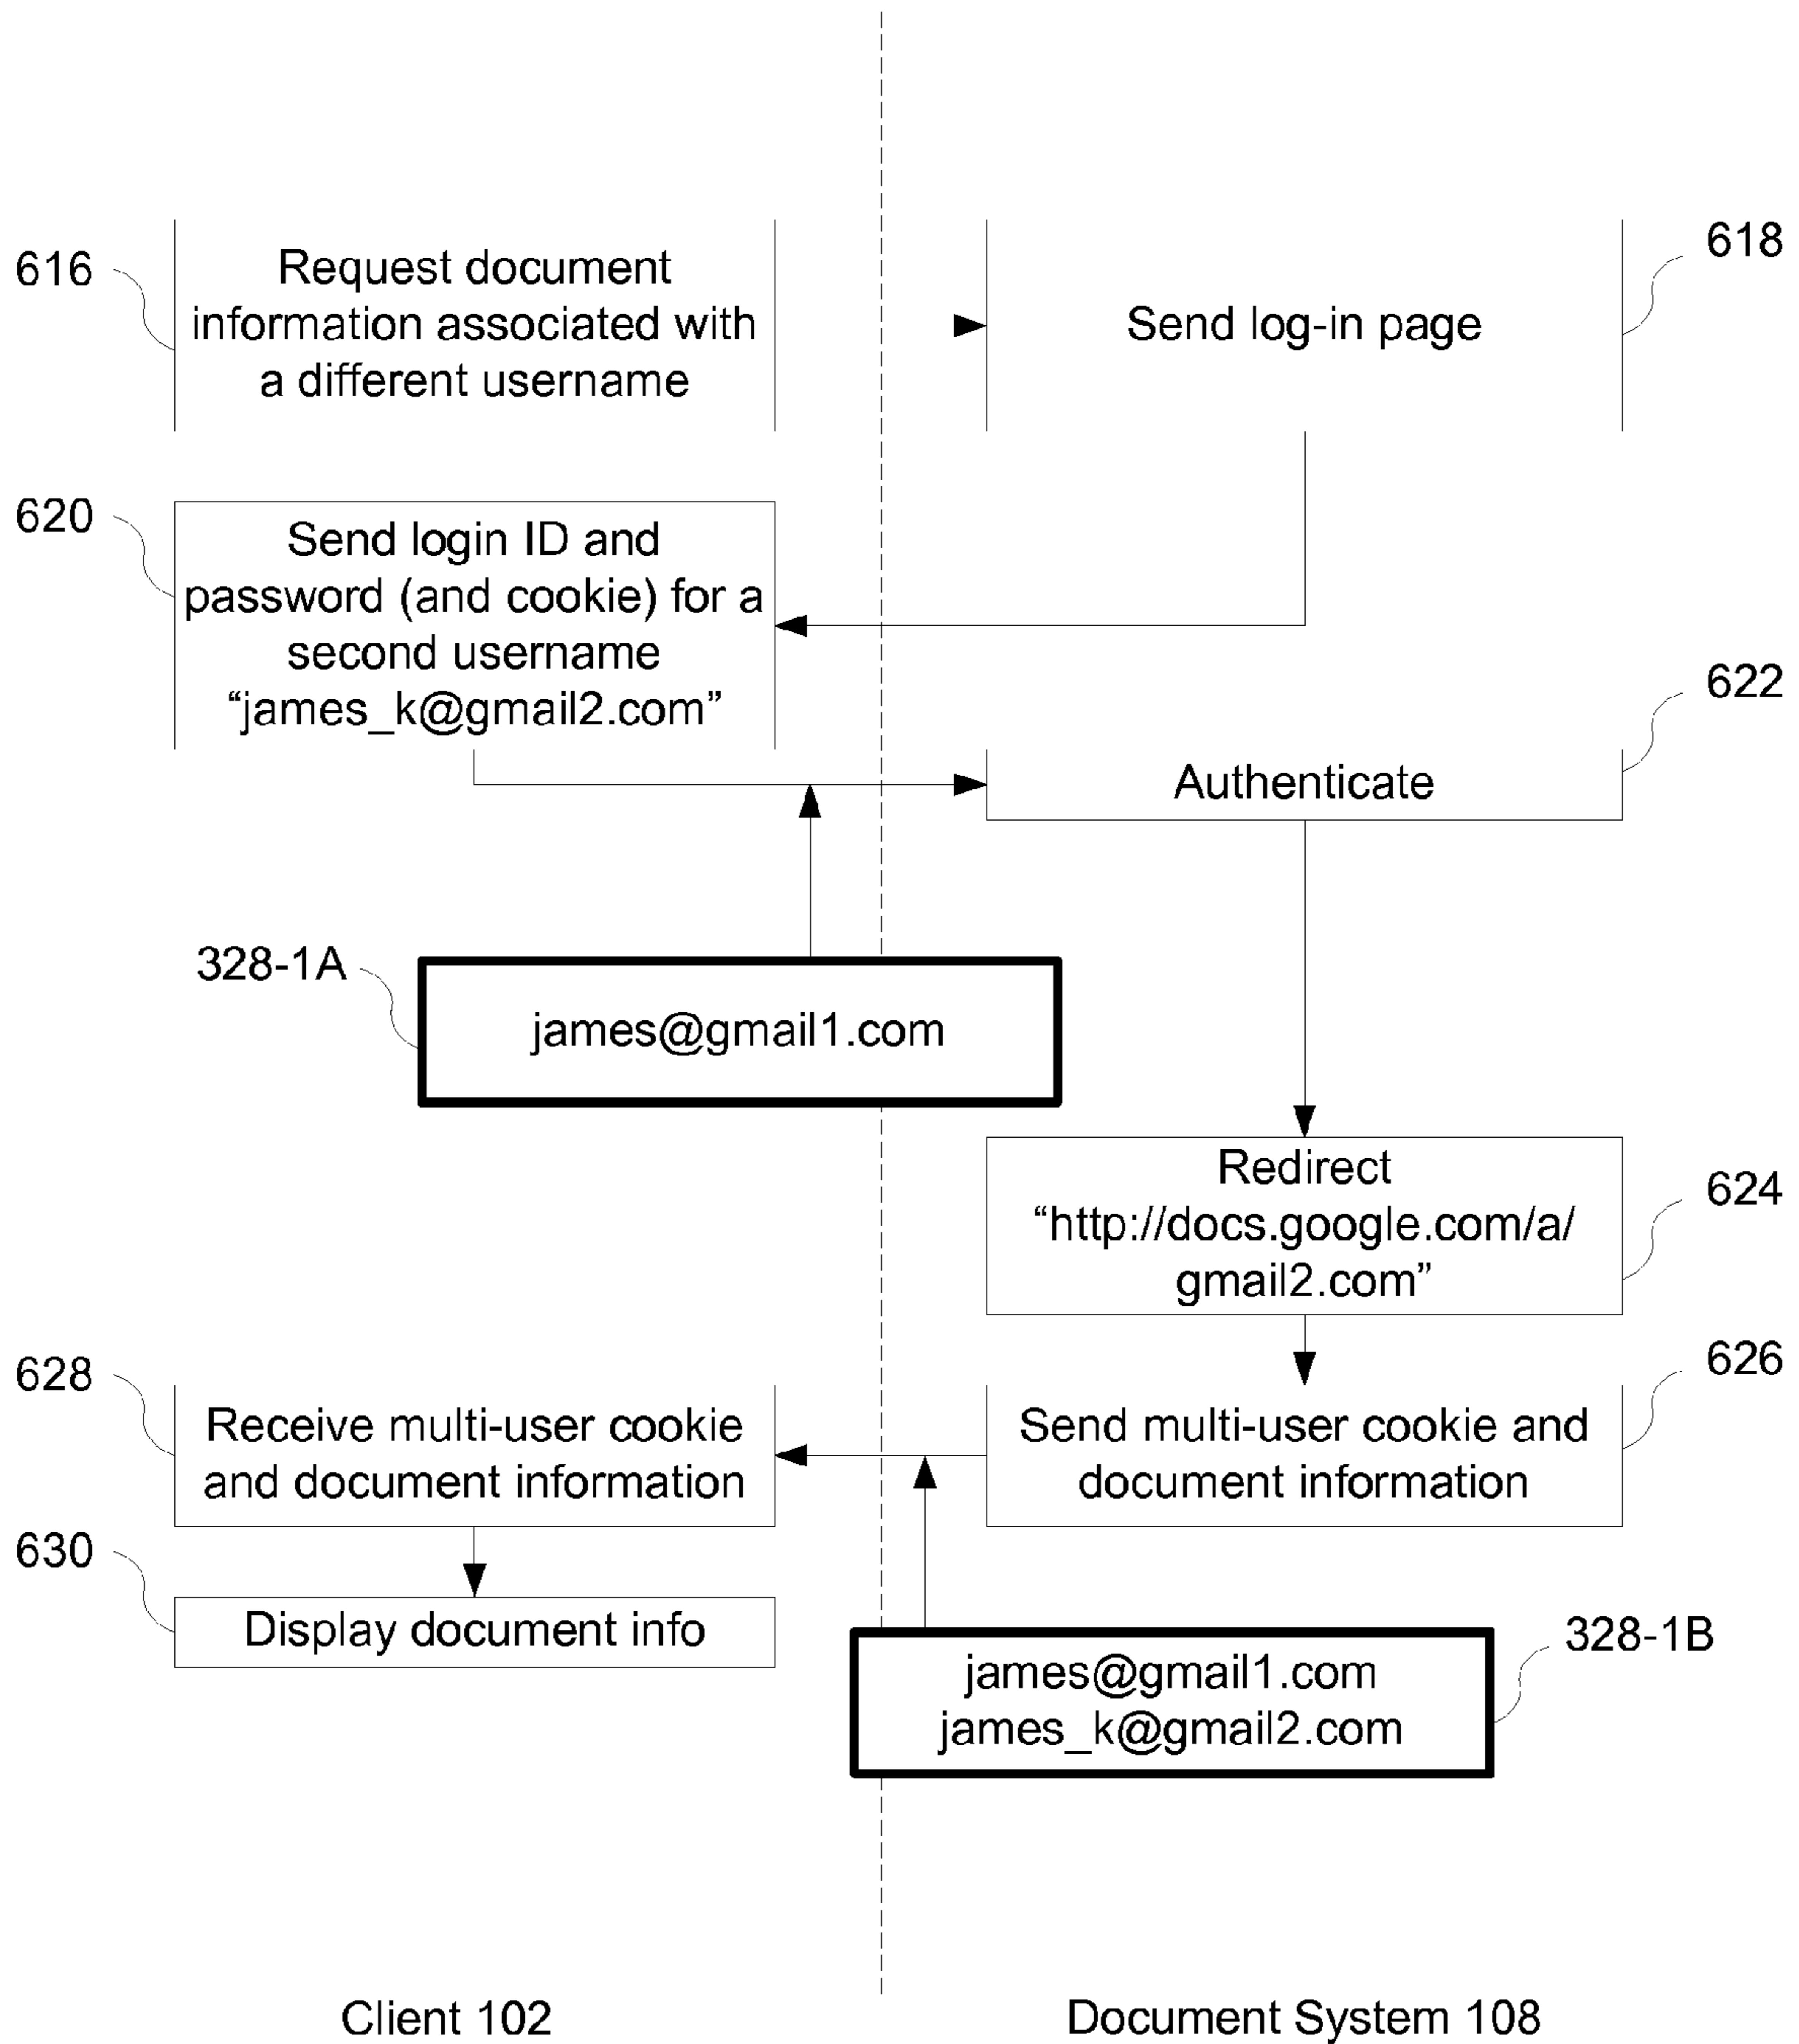 616
Request document
information associated with
a different username
Send log-in page
618
620
Send login ID and
password (and cookie) for a
second username
“james_k@gmail2.com”
622
Authenticate
328-1A
james@gmail1.com
Redirect
“http://docs.google.com/a/
gmail2.com”
624
628
Receive multi-user cookie
and document information
Send multi-user cookie and
document information
626
630
Display document info
james@gmail1.com
james_k@gmail2.com
328-1B
Client 102
Document System 108